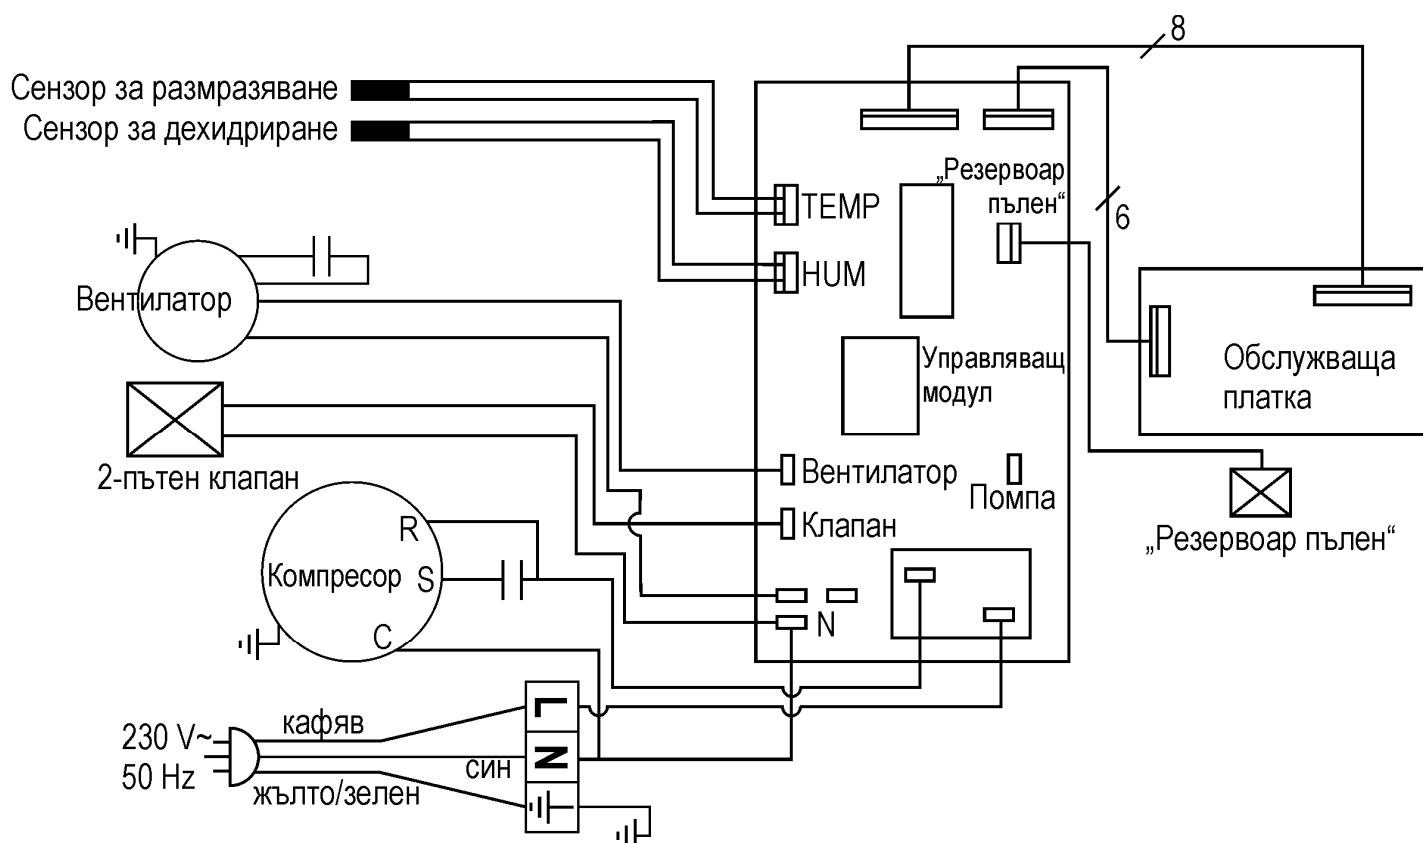 8
Сензор за размразяване
Сензор за дехидриране
„Резервоар
пълен“
TEMP
6
HUM
Вентилатор
Управляващ
модул
Обслужваща
платка
2-пътен клапан
Вентилатор
Помпа
Клапан
„Резервоар пълен“
R
Компресор
S
C
N
L
кафяв
230 V~
50 Hz
син
N
жълто/зелен